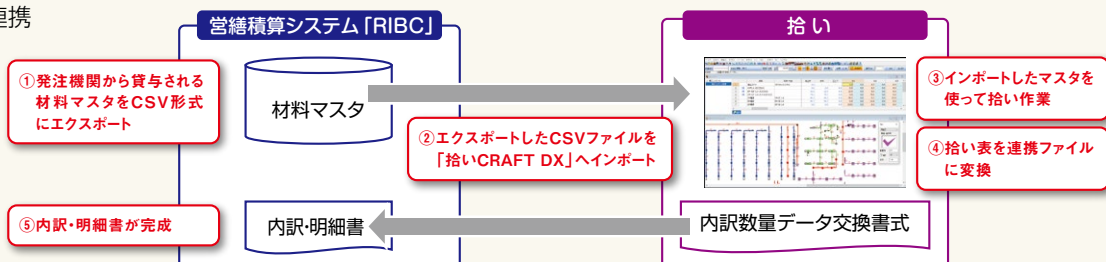 連携
営繕積算システム「RIBC」
拾い
①発注機関から貸与される
材料マスタをCSV形式
にエクスポート
材料マスタ
②エクスポートしたCSVファイルを
「拾いCRAFT DX」へインポート
③インポートしたマスタを
使って拾い作業
④拾い表を連携ファイル
に変換
⑤内訳・明細書が完成
内訳・明細書
内訳数量データ交換書式